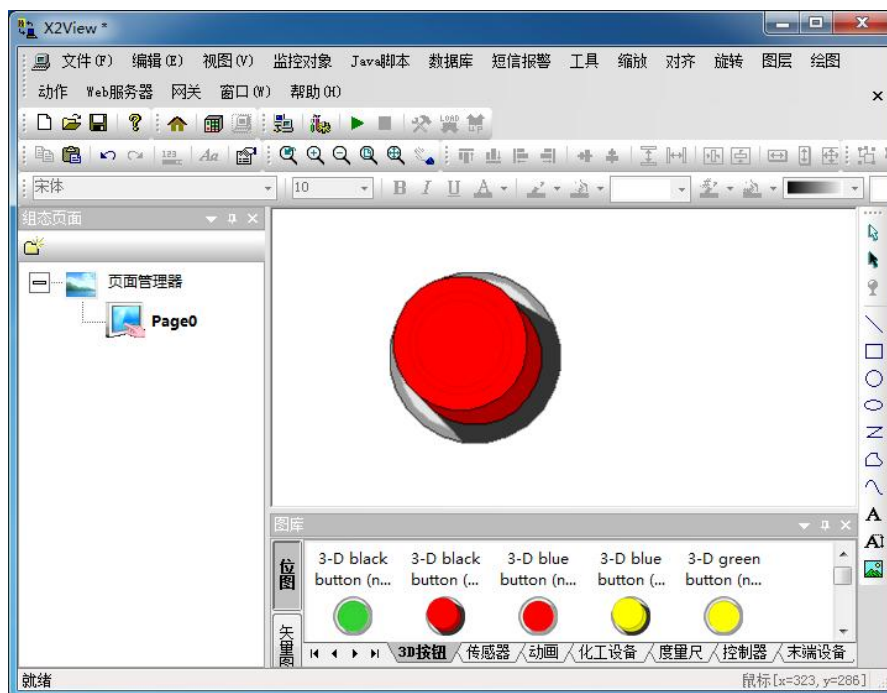 X2View *
文件(F) 编辑(E) 视图(V) 监控对象 Java脚本 数据库 短信报警 工具 缩放 对齐 旋转 图层 绘图
动作 Web服务器 网关 窗口(W) 帮助(H)
LOAD
123 Aa
宋体 10 B I U A
组态页面
页面管理器
Page0
A
A
图库
位图
矢量图
3-D black button (n...
3-D black button (...
3-D blue button (n...
3-D blue button (...
3-D green button (n...
3D按钮 传感器 动画 化工设备 度量尺 控制器 末端设备
就绪 鼠标[x=323, y=286]